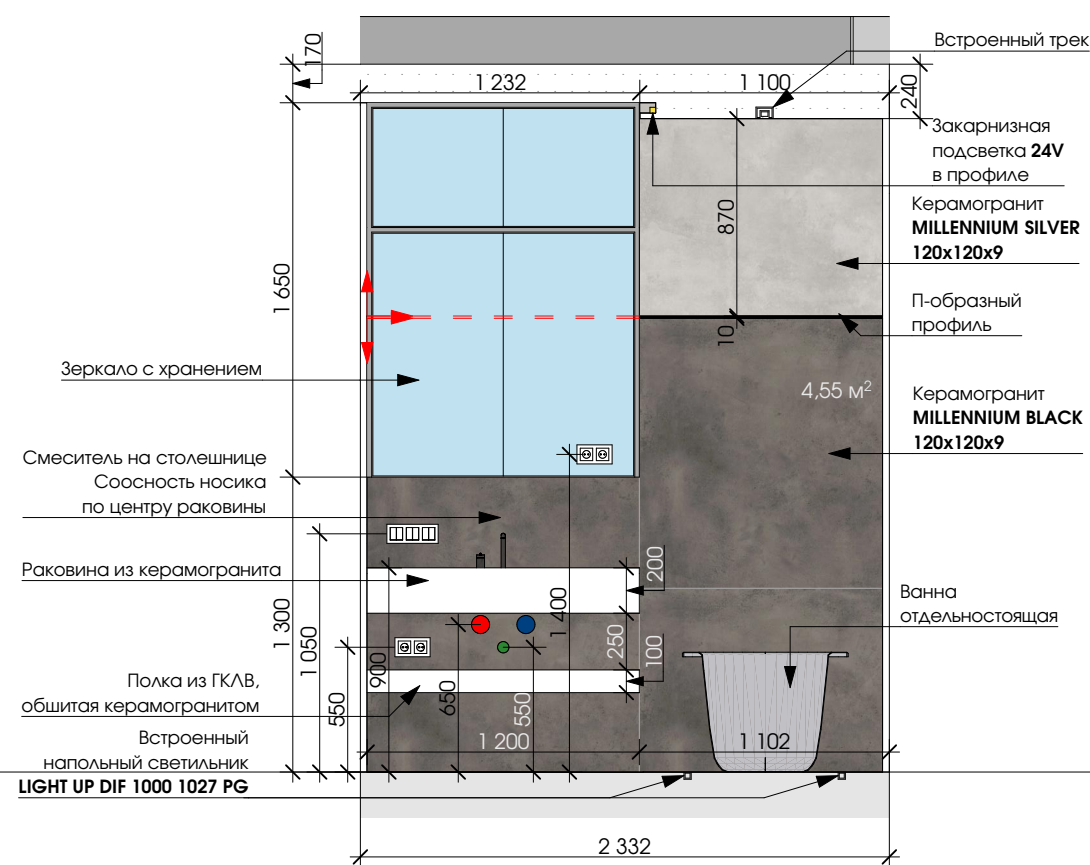 170
Встроенный трек
1 232
1 100
240
Закарнизная
подсветка 24V
в профиле
870
Керамогранит
MILLENNIUM SILVER
120x120x9
1 650
П-образный
профиль
10
Зеркало с хранением
4,55 м²
Керамогранит
MILLENNIUM BLACK
120x120x9
Смеситель на столешнице
Соосность носика
по центру раковины
Раковина из керамогранита
200
Ванна
отдельностоящая
1 300
1 050
900
1 400
250
100
550
650
550
Полка из ГКЛВ,
обшитая керамогранитом
Встроенный
напольный светильник
LIGHT UP DIF 1000 1027 PG
1 200
1 102
2 332